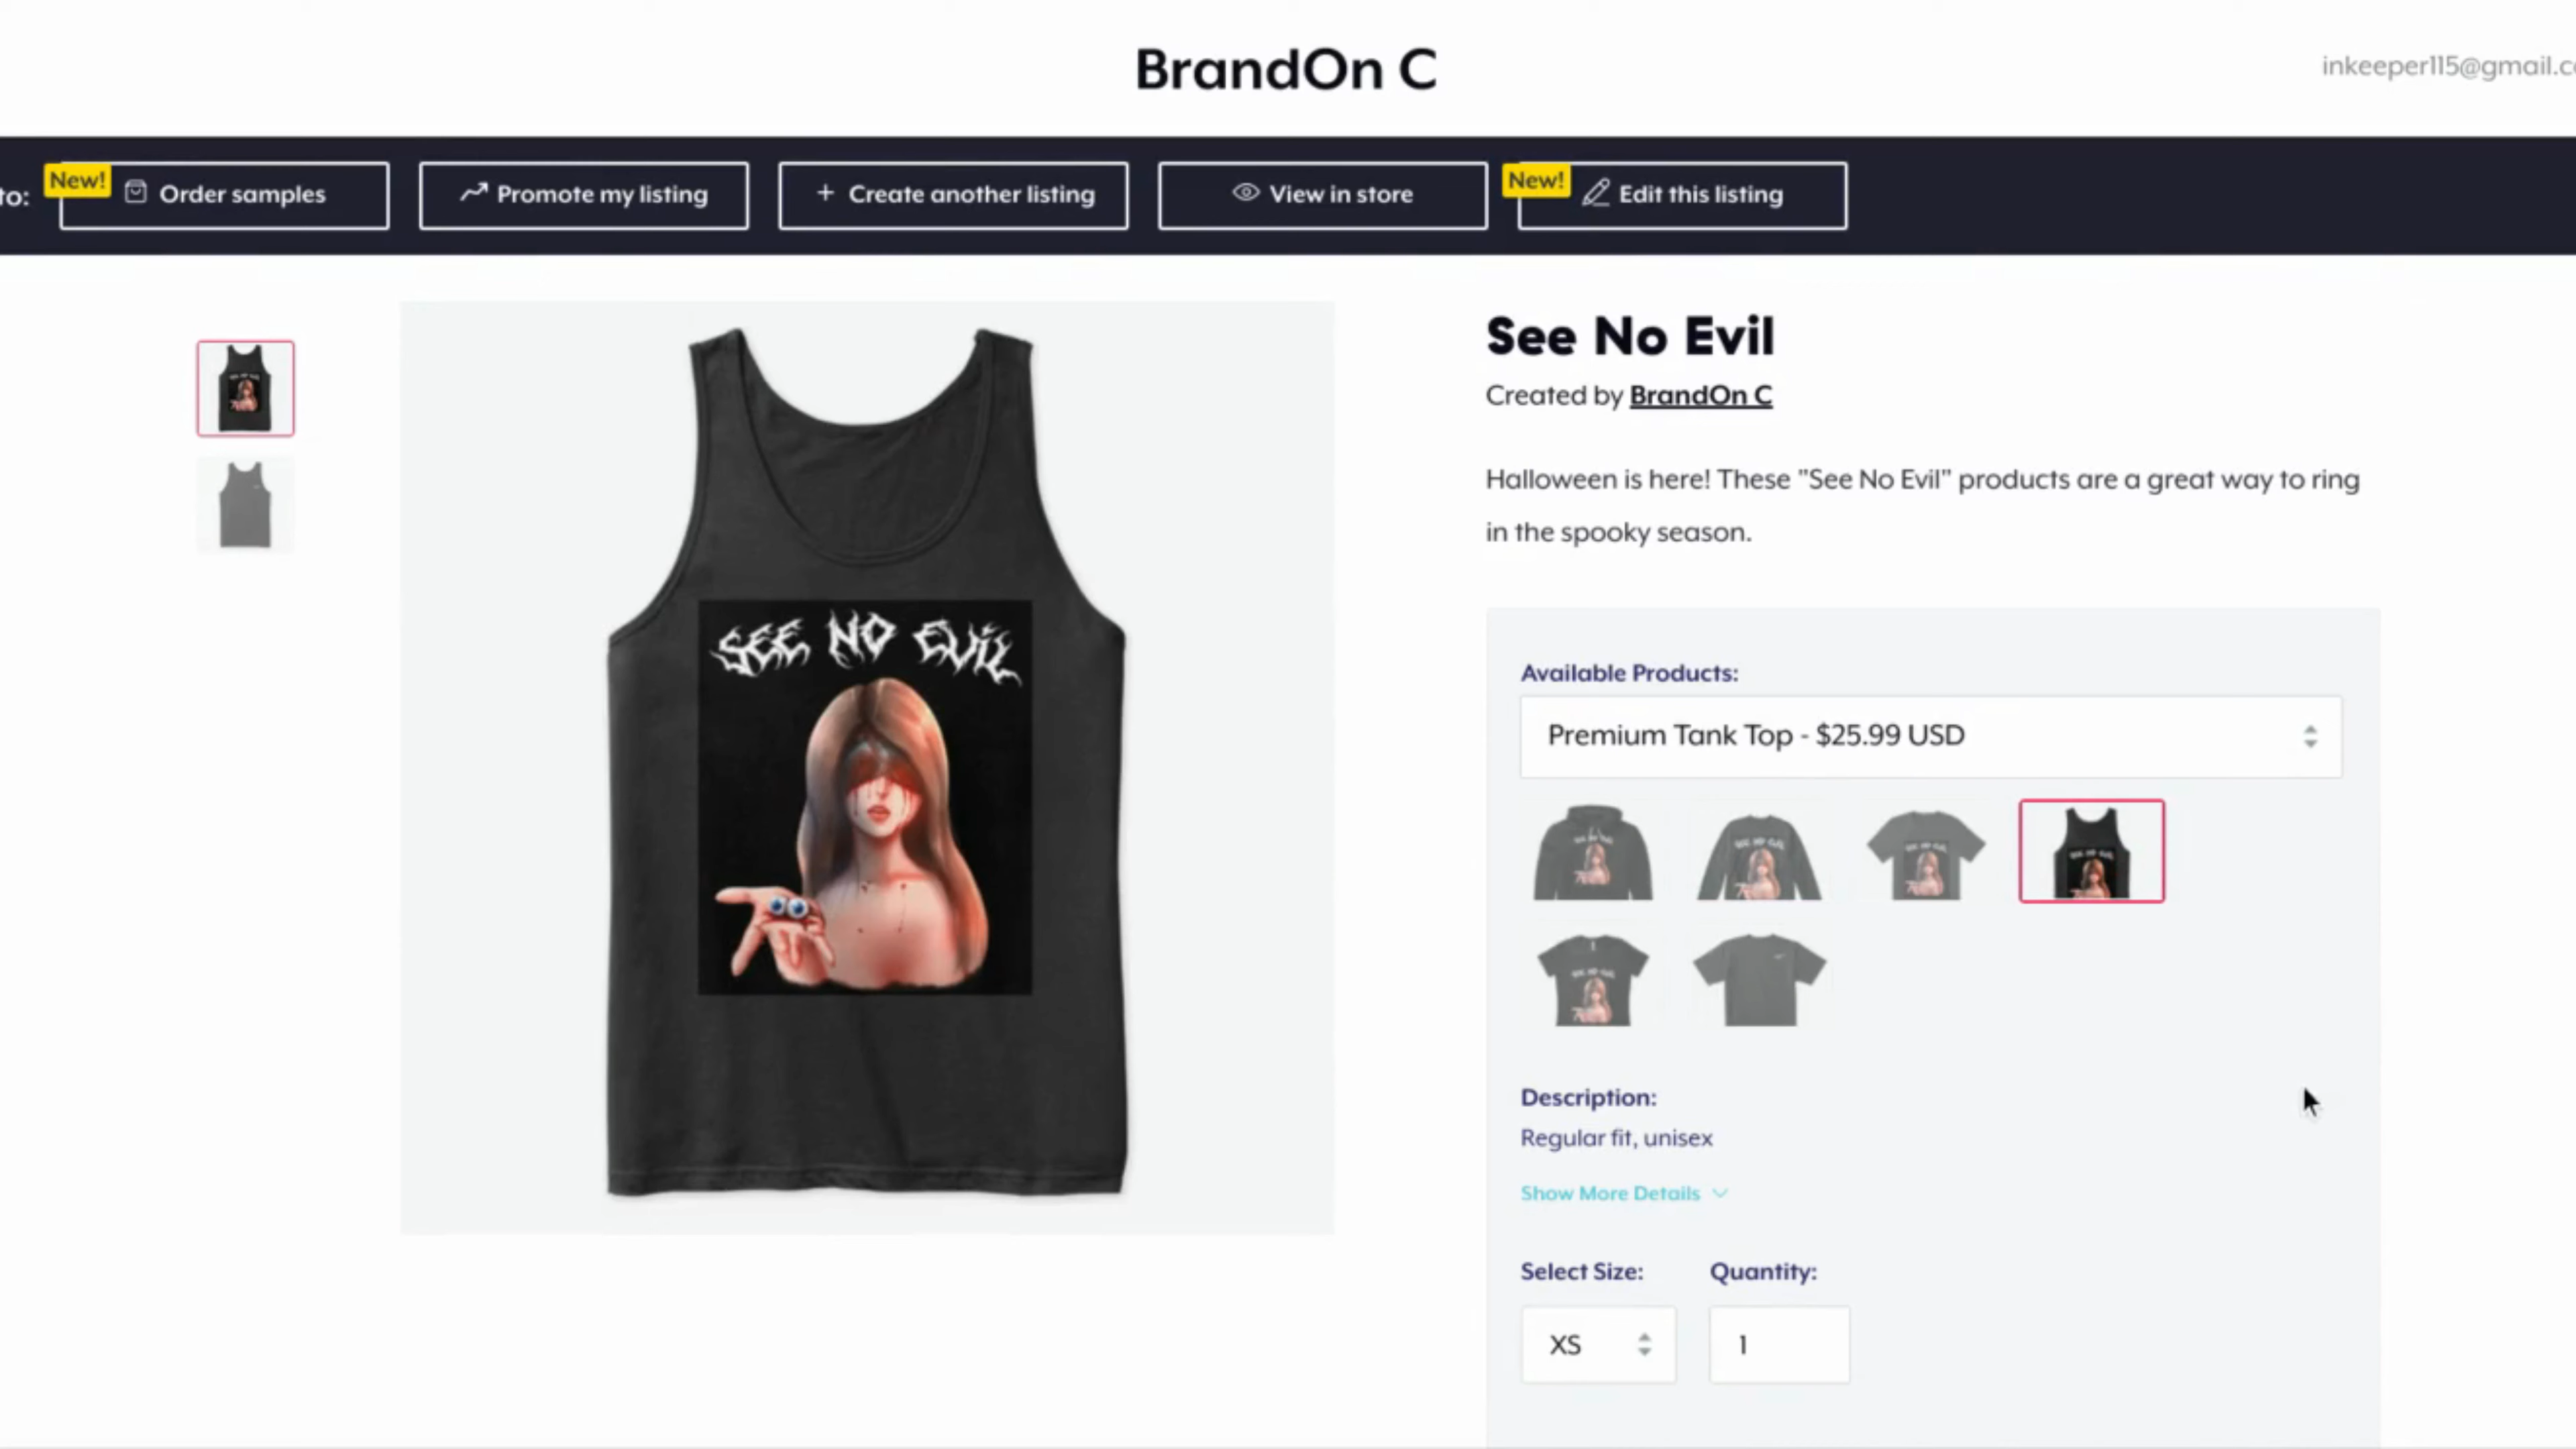 BrandOn C
inkeeper115@gmail.c
to:
New!
Order samples
Promote my listing
+ Create another listing
View in store
New!
Edit this listing
See No Evil
Created by BrandOn C
Halloween is here! These "See No Evil" products are a great way to ring
in the spooky season.
SEE NO EVIL
Available Products:
Premium Tank Top - $25.99 USD
Description:
Regular fit, unisex
Show More Details
Select Size: Quantity:
XS 1